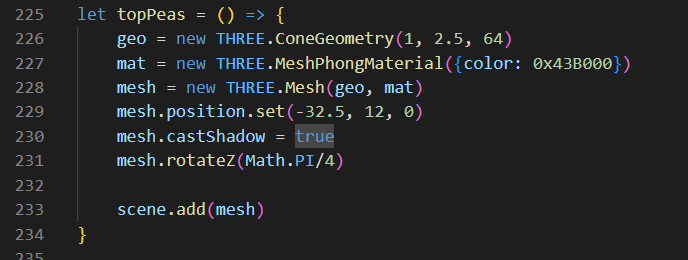 225 let topPeas = () => {
226 geo = new THREE.ConeGeometry(1, 2.5, 64)
227 mat = new THREE.MeshPhongMaterial({color: 0x43B000})
228 mesh = new THREE.Mesh(geo, mat)
229 mesh.position.set(-32.5, 12, 0)
230 mesh.castShadow = true
231 mesh.rotateZ(Math.PI/4)
232
233 scene.add(mesh)
234 }